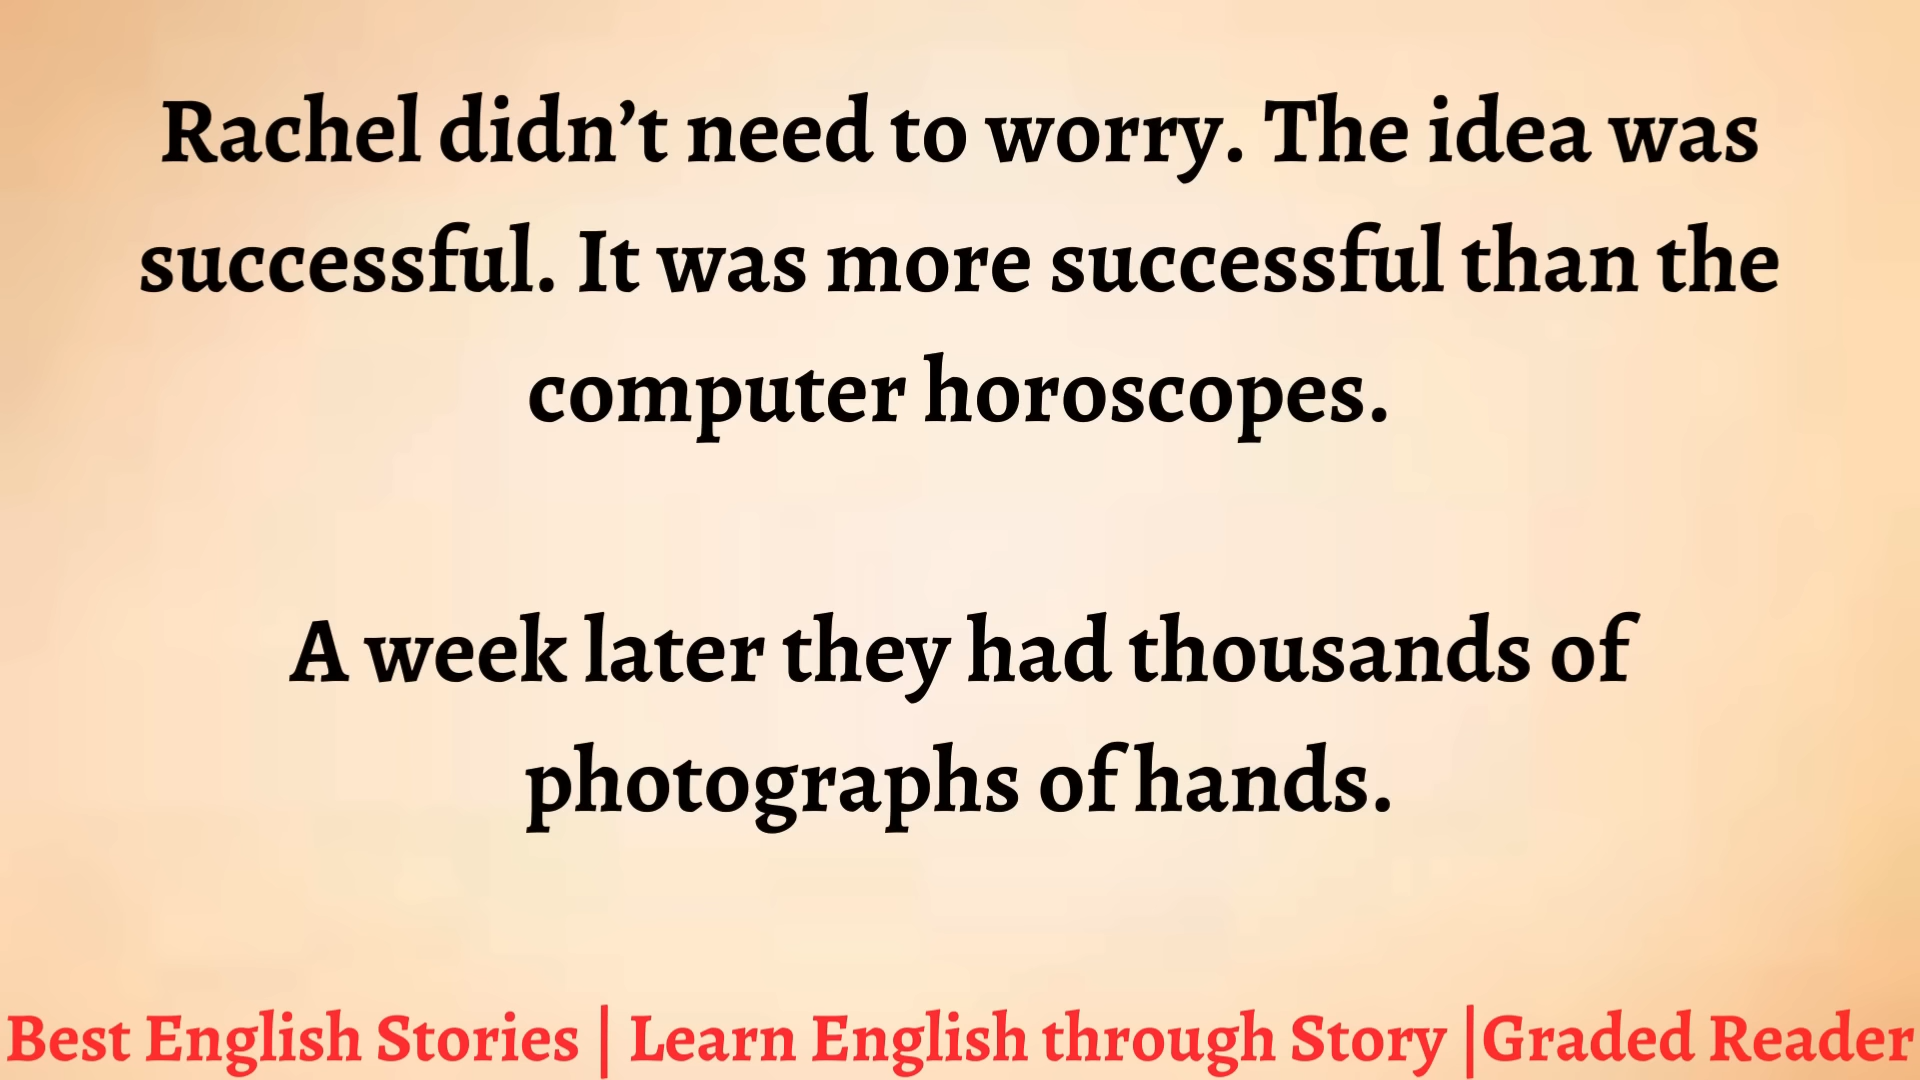 Rachel didn’t need to worry. The idea was
successful. It was more successful than the
computer horoscopes.
A week later they had thousands of
photographs of hands.
Best English Stories | Learn English through Story |Graded Reader